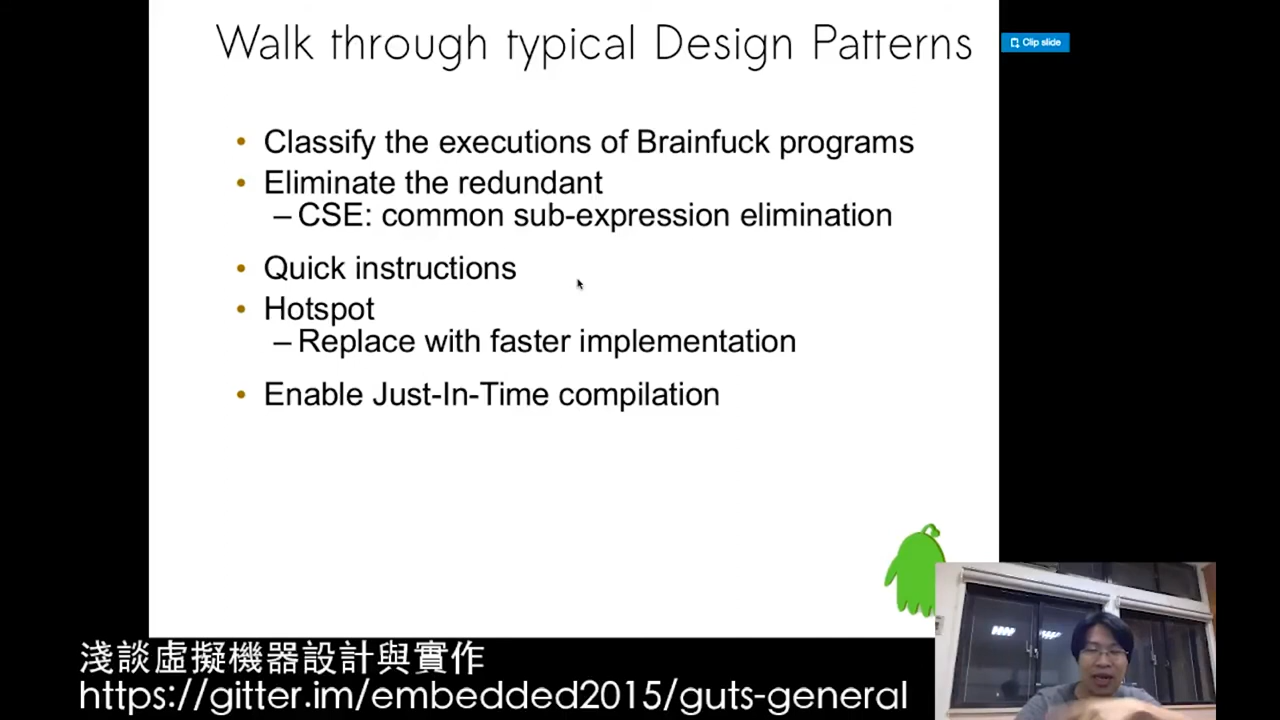 Walk through typical Design Patterns
Clip slide
• Classify the executions of Brainfuck programs
• Eliminate the redundant
– CSE: common sub-expression elimination
• Quick instructions
• Hotspot
– Replace with faster implementation
• Enable Just-In-Time compilation
淺談虛擬機器設計與實作
https://gitter.im/embedded2015/guts-general